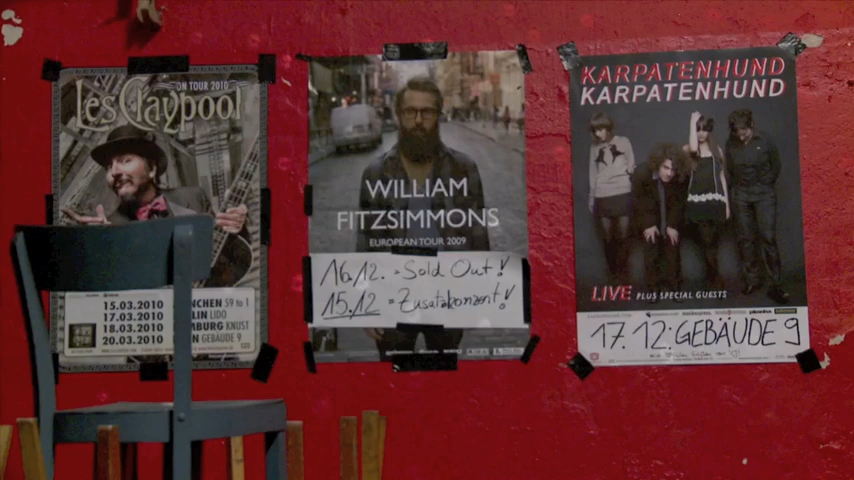 ON TOUR 2010
Les Claypool
15.03.2010 NCHEN 59 to 1
17.03.2010 LIN LIDO
18.03.2010 MBURG KNUST
20.03.2010 N GEBÄUDE 9
WILLIAM
FITZSIMMONS
EUROPEAN TOUR 2009
16.12. = Sold Out!
15.12 = Zusatzkonzert!
KARPATENHUND
KARPATENHUND
LIVE PLUS SPECIAL GUESTS
17.12: GEBÄUDE 9